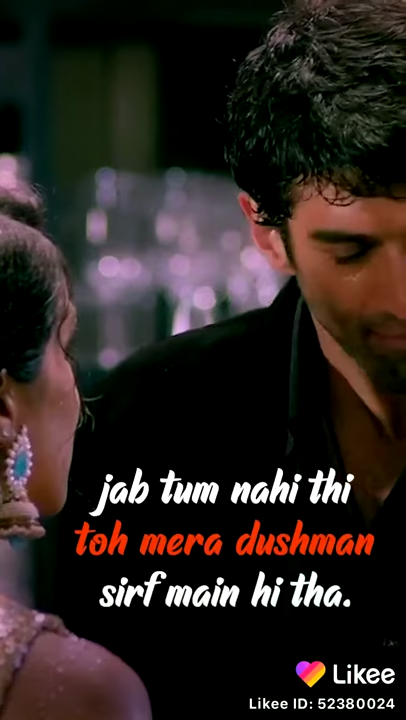 jab tum nahi thi
toh mera dushman
sirf main hi tha.
Likee
Likee ID: 52380024